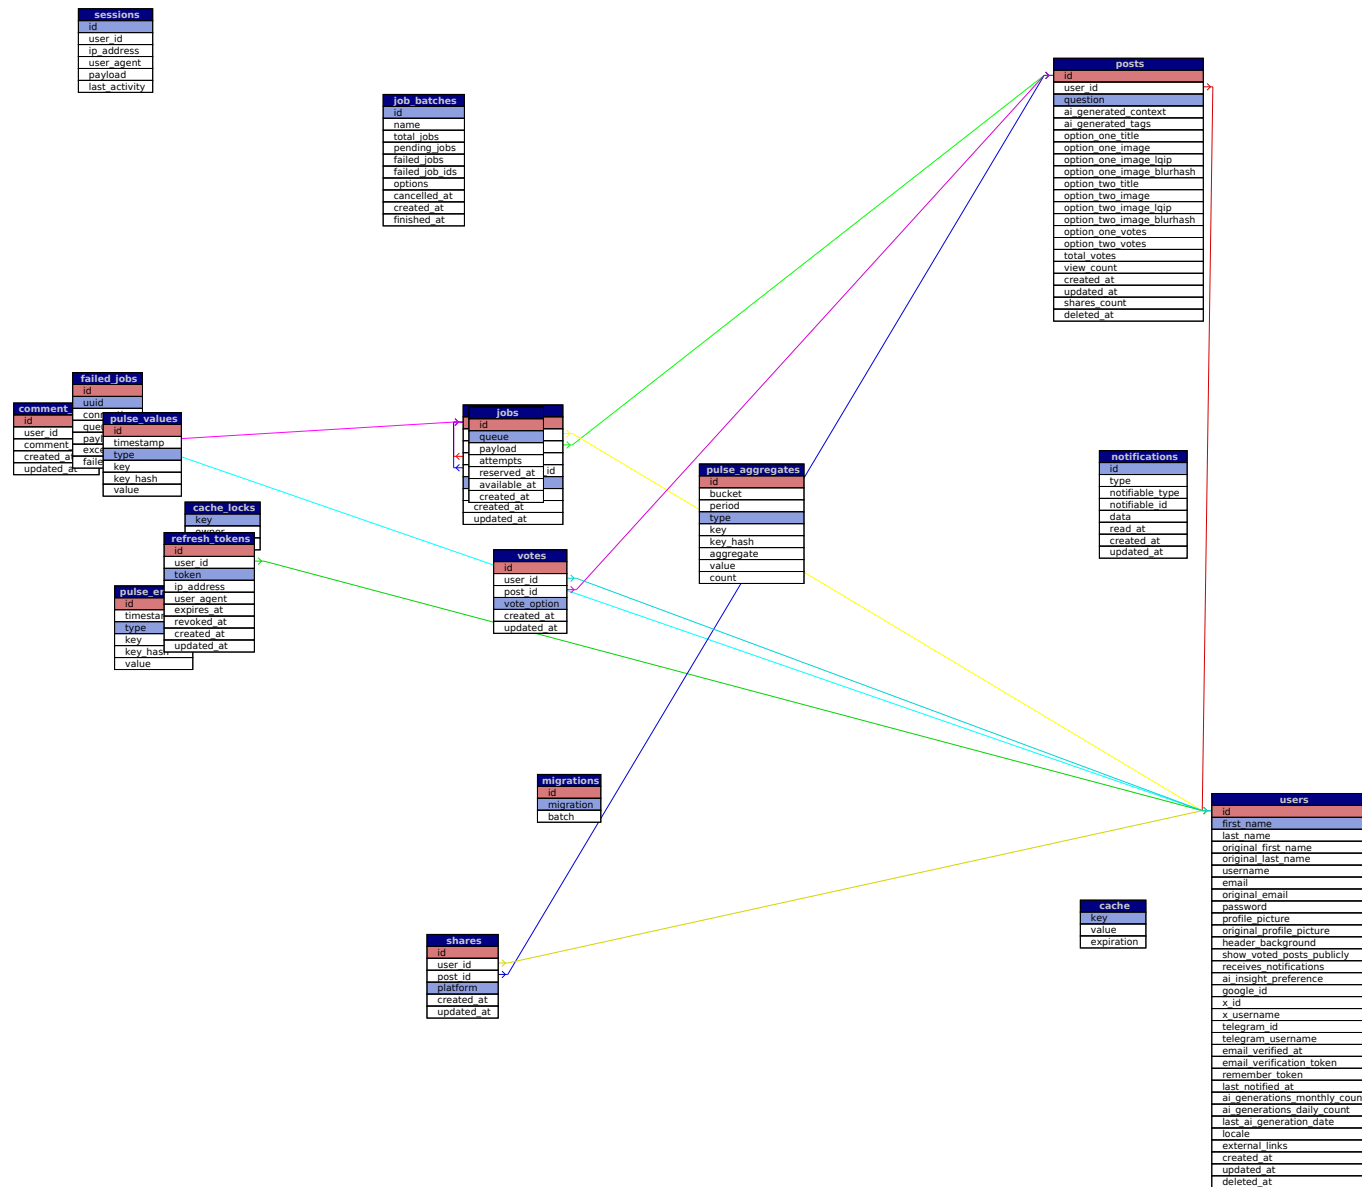 sessions
id
user_id
ip_address
user_agent
payload
last_activity
job_batches
id
name
total_jobs
pending_jobs
failed_jobs
failed_job_ids
options
cancelled_at
created_at
finished_at
posts
id
user_id
question
ai_generated_context
ai_generated_tags
option_one_title
option_one_image
option_one_image_lqip
option_one_image_blurhash
option_two_title
option_two_image
option_two_image_lqip
option_two_image_blurhash
option_one_votes
option_two_votes
total_votes
view_count
created_at
updated_at
shares_count
deleted_at
failed_jobs
id
uuid
comment_
id
user_id
comment
created_at
updated_at
pulse_values
id
timestamp
type
key
key_hash
value
jobs
id
queue
payload
attempts
reserved_at
available_at
created_at
id
created_at
updated_at
pulse_aggregates
id
bucket
period
type
key
key_hash
aggregate
value
count
notifications
id
type
notifiable_type
notifiable_id
data
read_at
created_at
updated_at
cache_locks
key
refresh_tokens
id
user_id
token
ip_address
user_agent
expires_at
revoked_at
created_at
updated_at
id
type
key
key_hash
value
votes
id
user_id
post_id
vote_option
created_at
updated_at
migrations
id
migration
batch
users
id
first_name
last_name
original_first_name
original_last_name
username
email
original_email
password
profile_picture
original_profile_picture
header_background
show_voted_posts_publicly
receives_notifications
ai_insight_preference
google_id
x_id
x_username
telegram_id
telegram_username
email_verified_at
email_verification_token
remember_token
last_notified_at
ai_generations_monthly_coun
ai_generations_daily_count
last_ai_generation_date
locale
external_links
created_at
updated_at
deleted_at
cache
key
value
expiration
shares
id
user_id
post_id
platform
created_at
updated_at